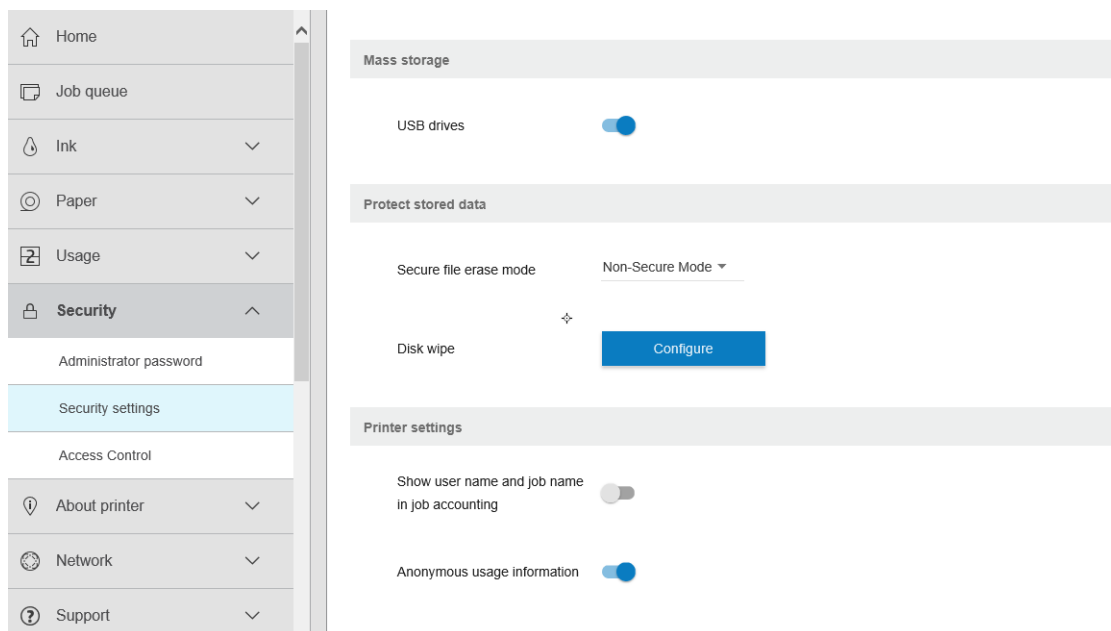 Home
Job queue
Ink
Paper
Usage
Security
Administrator password
Security settings
Access Control
About printer
Network
Support
Mass storage
USB drives
Protect stored data
Secure file erase mode
Non-Secure Mode
Disk wipe
Configure
Printer settings
Show user name and job name
in job accounting
Anonymous usage information